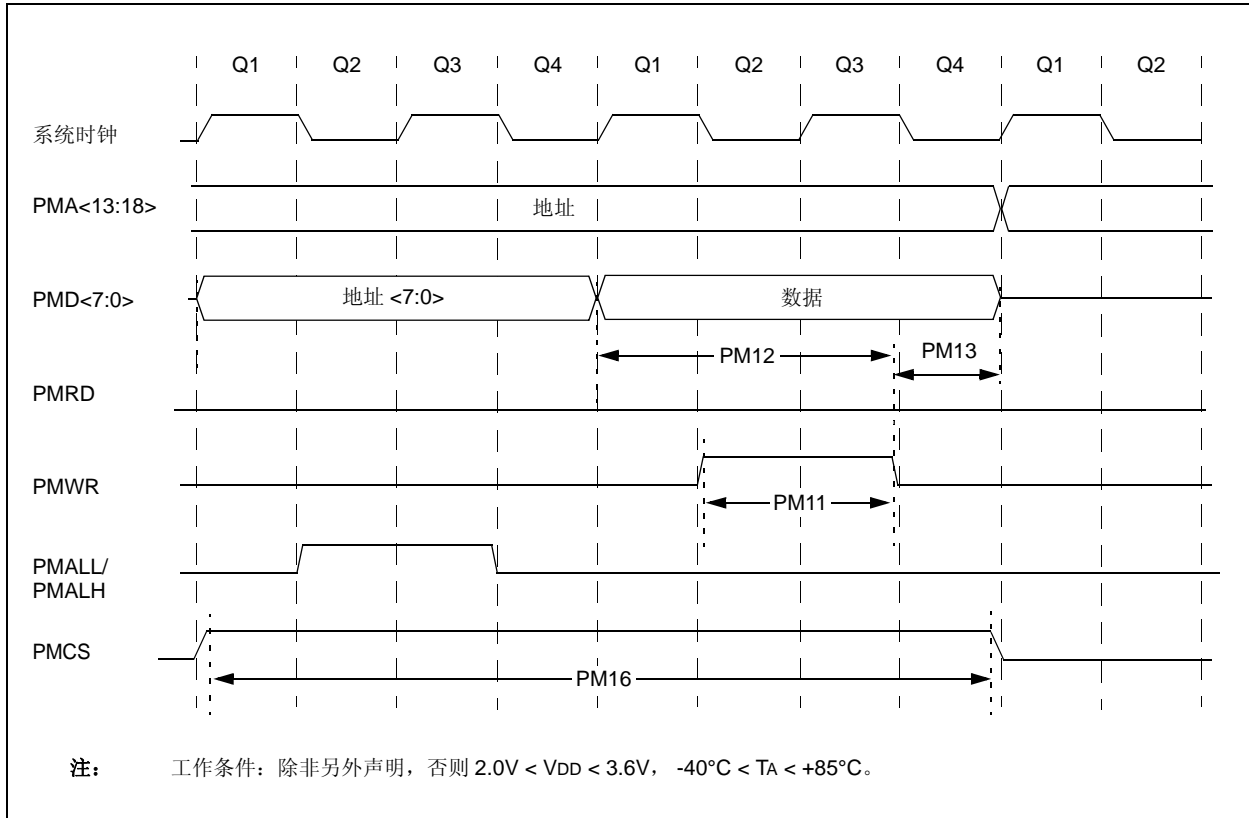 Q1 Q2 Q3 Q4 Q1 Q2 Q3 Q4 Q1 Q2
系统时钟
PMA<13:18>
地址
PMD<7:0>
地址 <7:0>
数据
PM12
PM13
PMRD
PMWR
PM11
PMALL/
PMALH
PMCS
PM16
注： 工作条件：除非另外声明，否则 2.0V < VDD < 3.6V， -40°C < TA < +85°C。